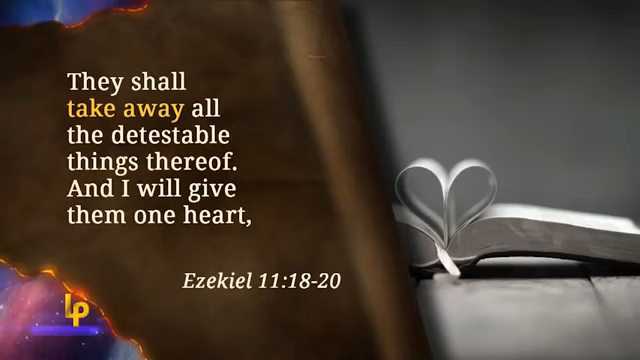 They shall
take away all
the detestable
things thereof.
And I will give
them one heart,
Ezekiel 11:18-20
LP